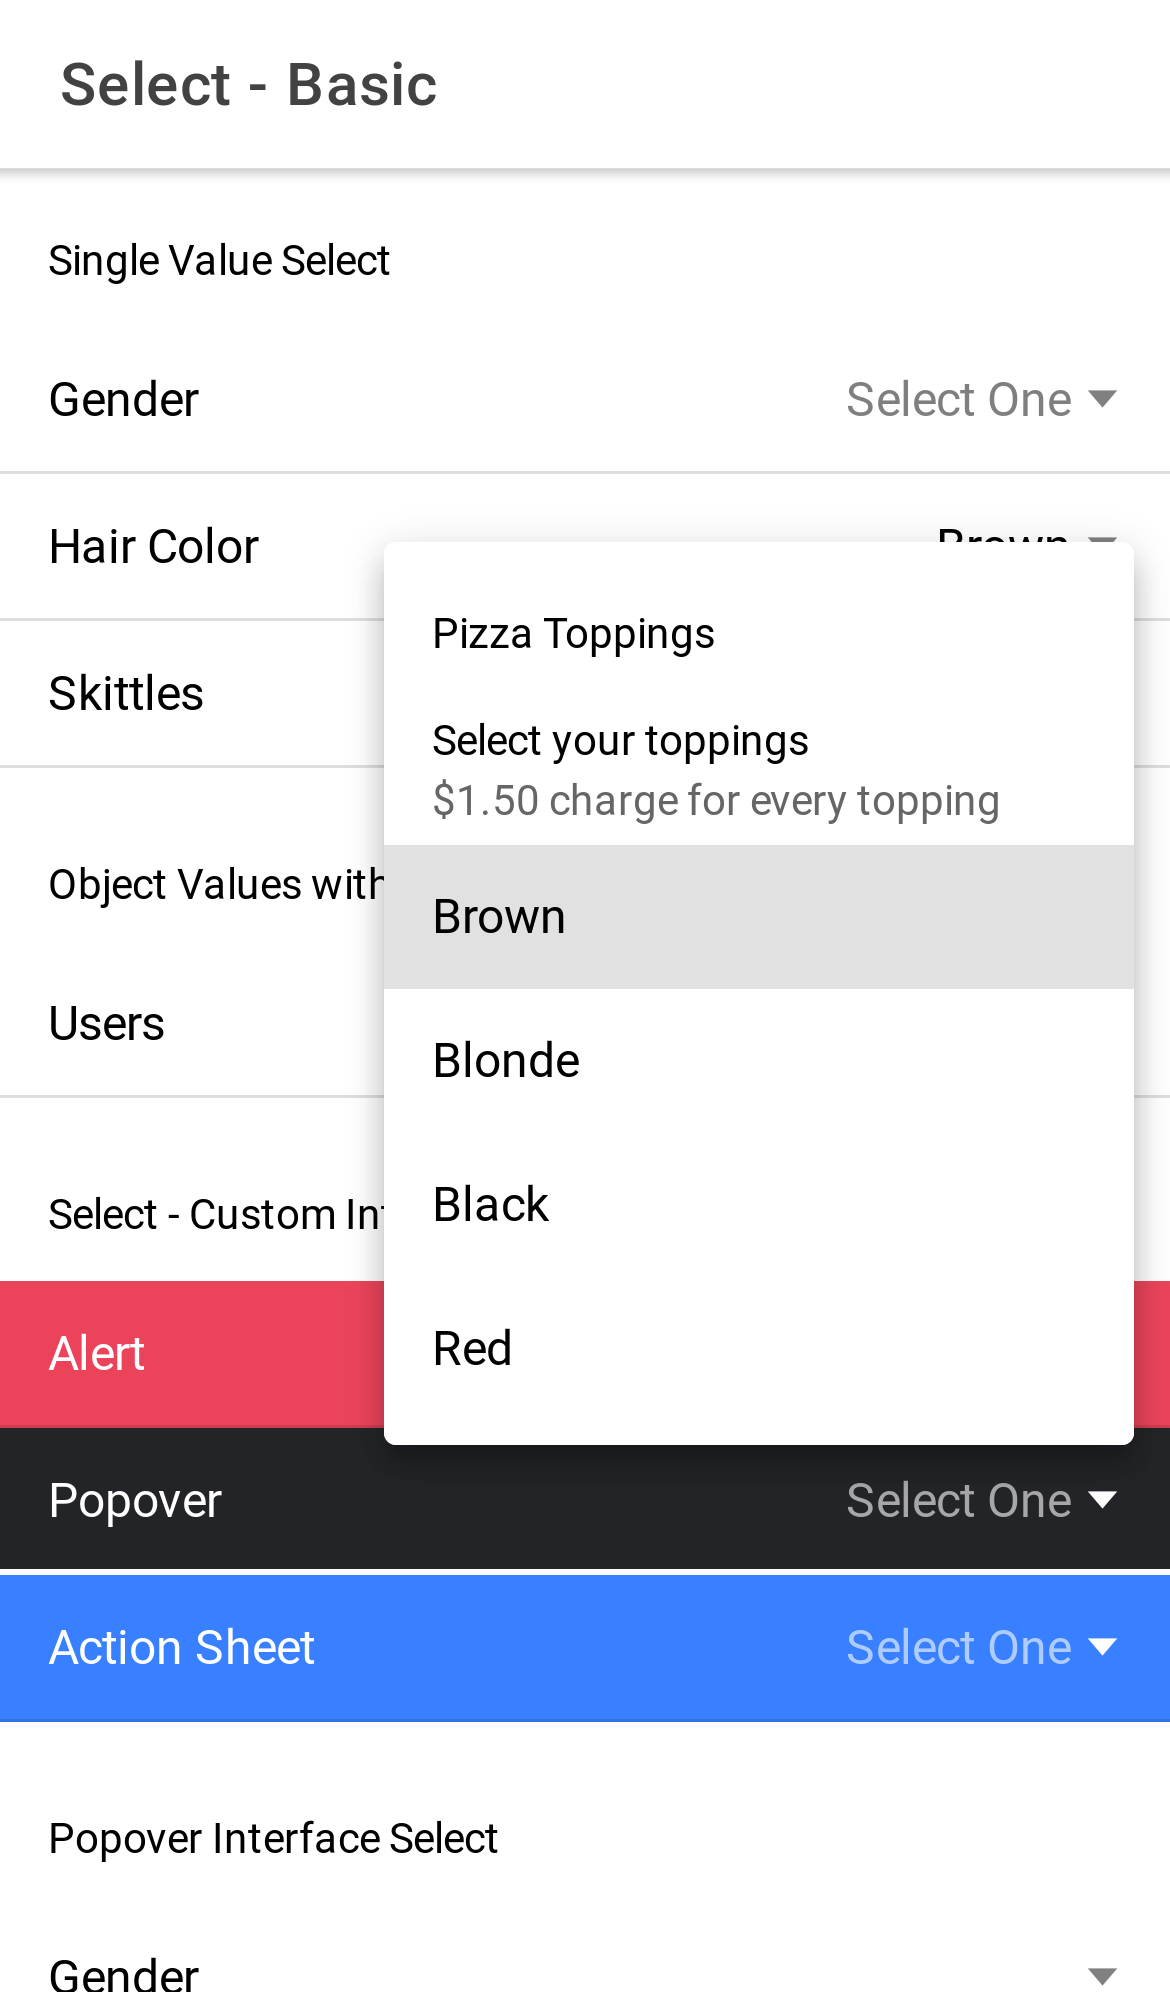 Select - Basic
Single Value Select
Gender Select One
Hair Color Brown
Skittles
Object Values with
Users
Select - Custom Int
Alert
Pizza Toppings
Select your toppings
$1.50 charge for every topping
Brown
Blonde
Black
Red
Popover Select One
Action Sheet Select One
Popover Interface Select
Gender